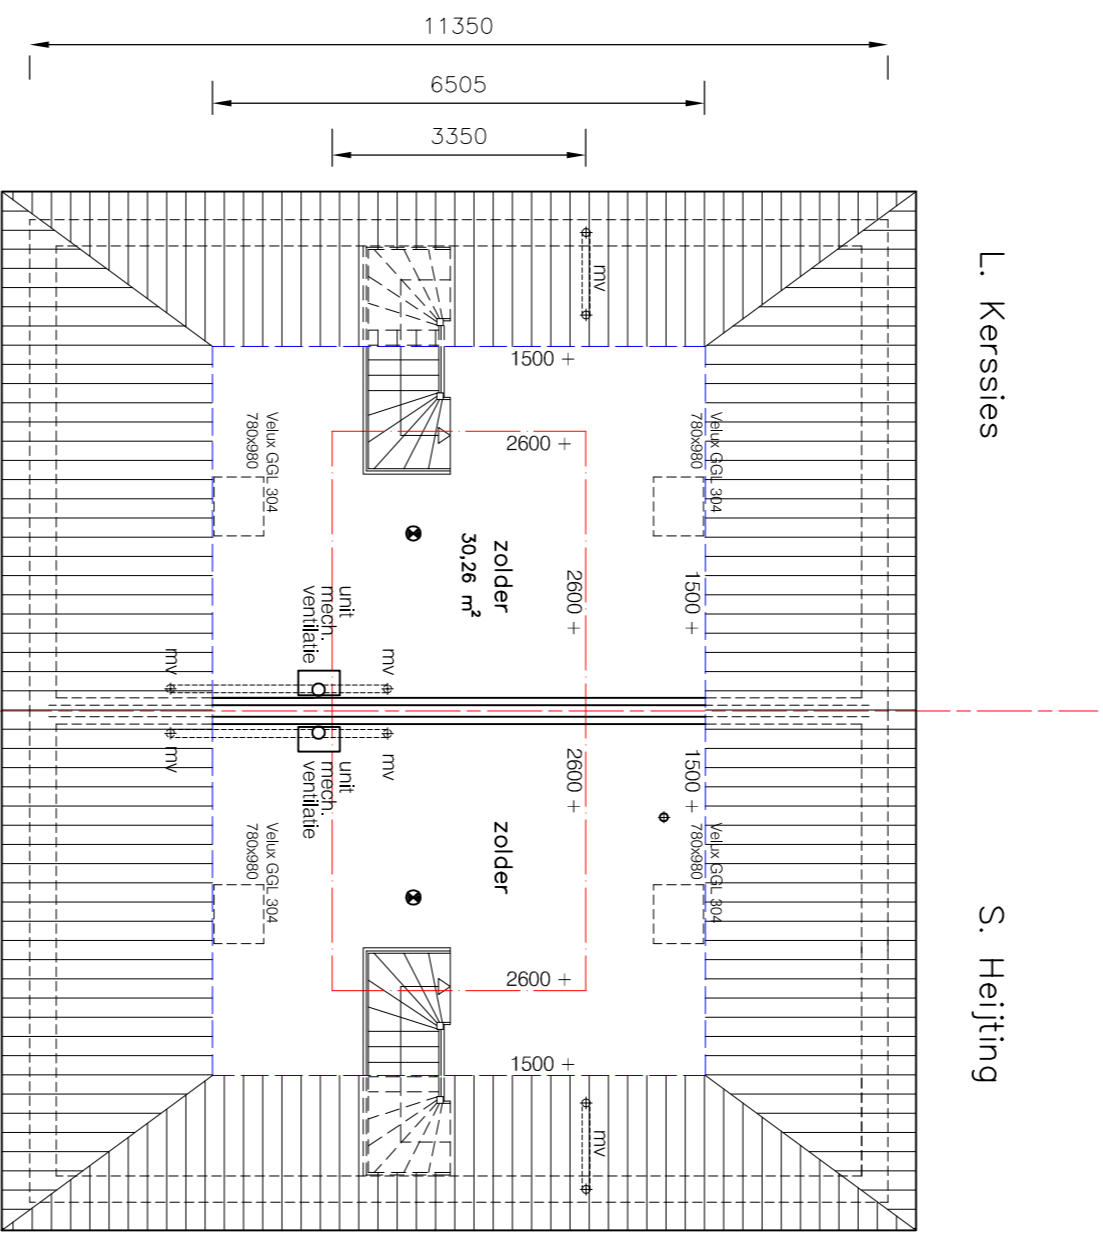 11350
6505
3350
L. Kerssies
S. Heijting
mv
1500 +
2600 +
Velux GGL 304
780x980
Velux GGL 304
780x980
zolder
30,26 m²
2600 +
1500 +
unit
mech.
ventilatie
mv
mv
mv
mv
unit
mech.
ventilatie
2600 +
1500 +
zolder
Velux GGL 304
780x980
Velux GGL 304
780x980
2600 +
1500 +
mv